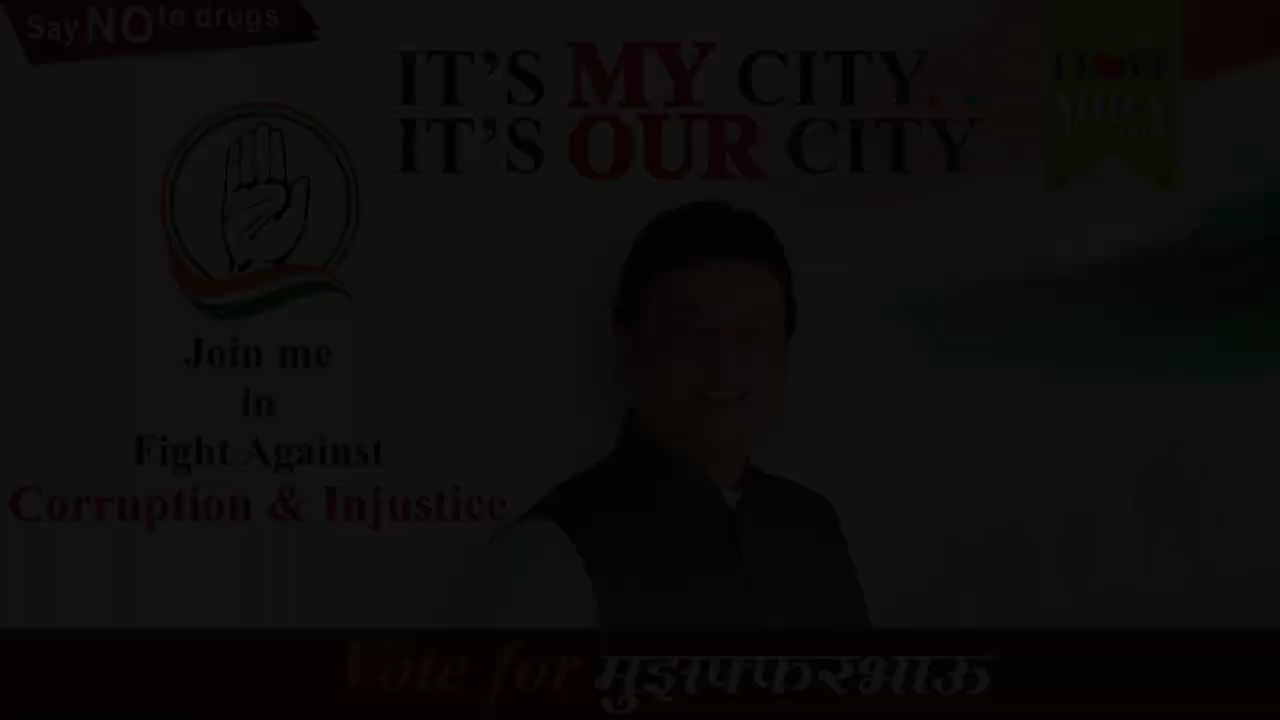 Say NO to drugs
IT'S MY CITY,
IT'S OUR CITY
I LOVE
Join me
in
Fight Against
Corruption & Injustice
Vote for मुझफ्फरभाऊ